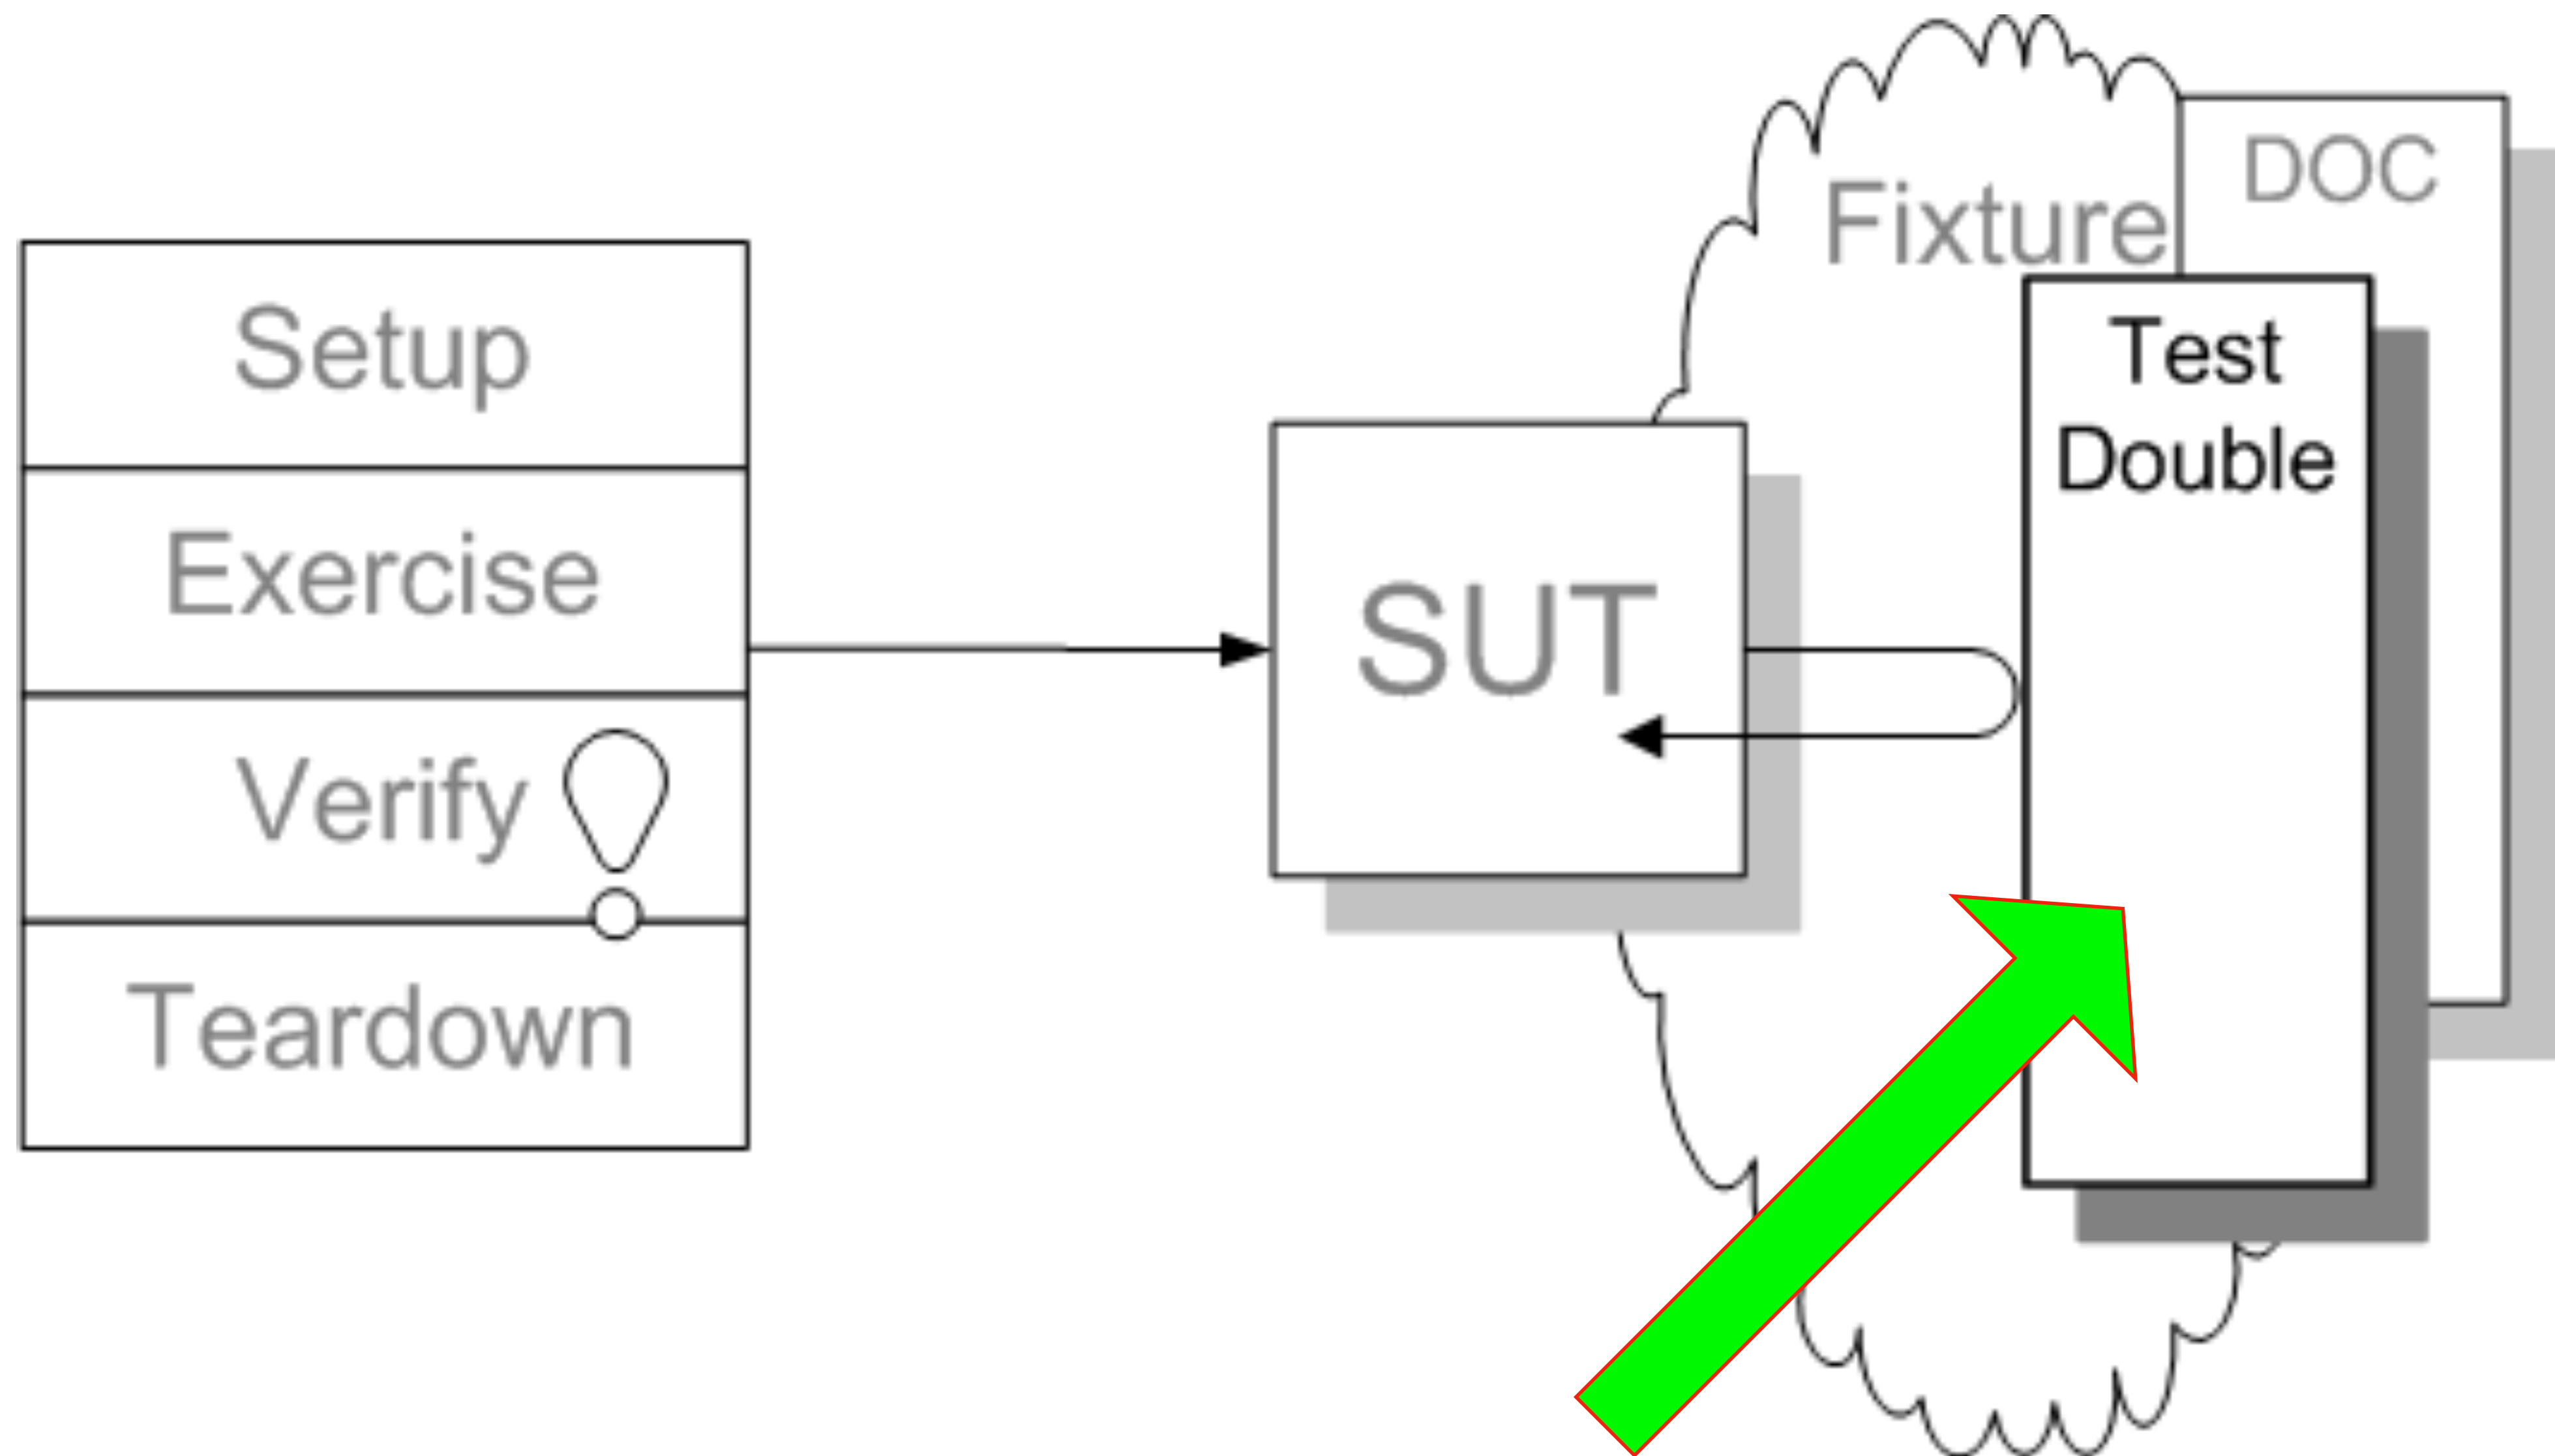 Setup
Exercise
Verify
Teardown
SUT
Fixture
DOC
Test
Double